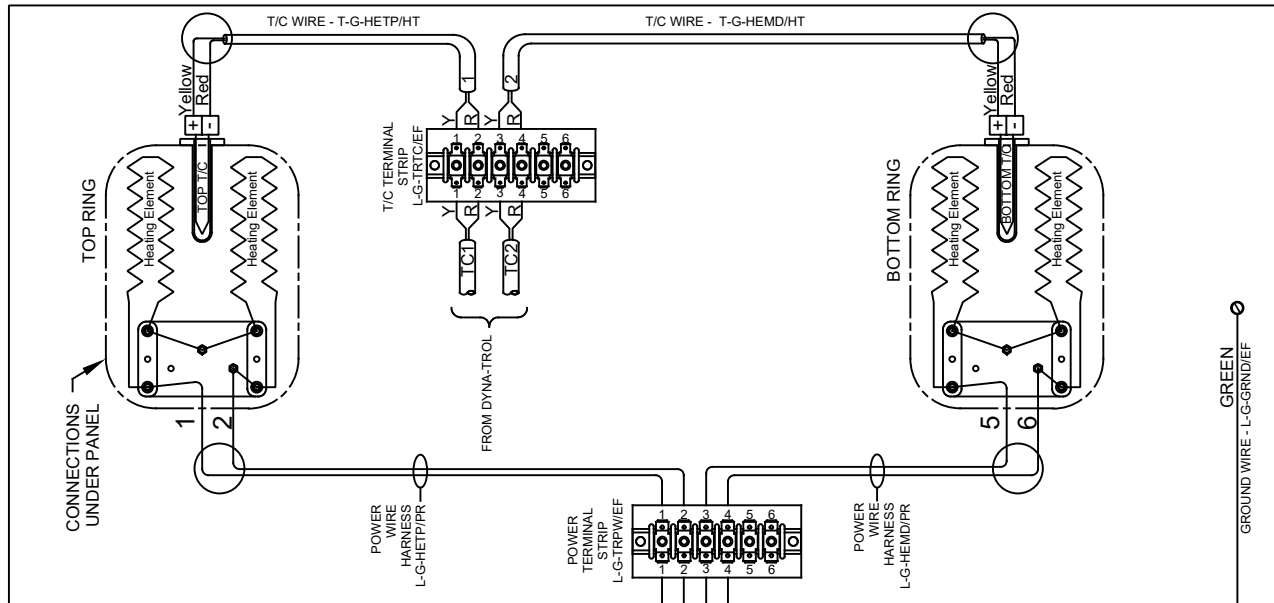 T/C WIRE - T-G-HETP/HT
T/C WIRE - T-G-HEMD/HT
Yellow
Red
+
-
TOP T/C
Heating Element
Heating Element
TOP RING
1
2
CONNECTIONS
UNDER PANEL
1
2
Y
R
Y
R
1 2 3 4 5 6
T/C TERMINAL
STRIP
L-G-TRTC/EF
1 2 3 4 5 6
Y
R
Y
R
TC1
TC2
FROM DYNA-TROL
Yellow
Red
+
-
BOTTOM T/C
Heating Element
Heating Element
BOTTOM RING
5
6
GREEN
GROUND WIRE - L-G-GRND/EF
POWER
WIRE
HARNESS
L-G-HETP/PR
POWER
TERMINAL
STRIP
L-G-TRPW/EF
1 2 3 4 5 6
1 2 3 4 5 6
POWER
WIRE
HARNESS
L-G-HEMD/PR